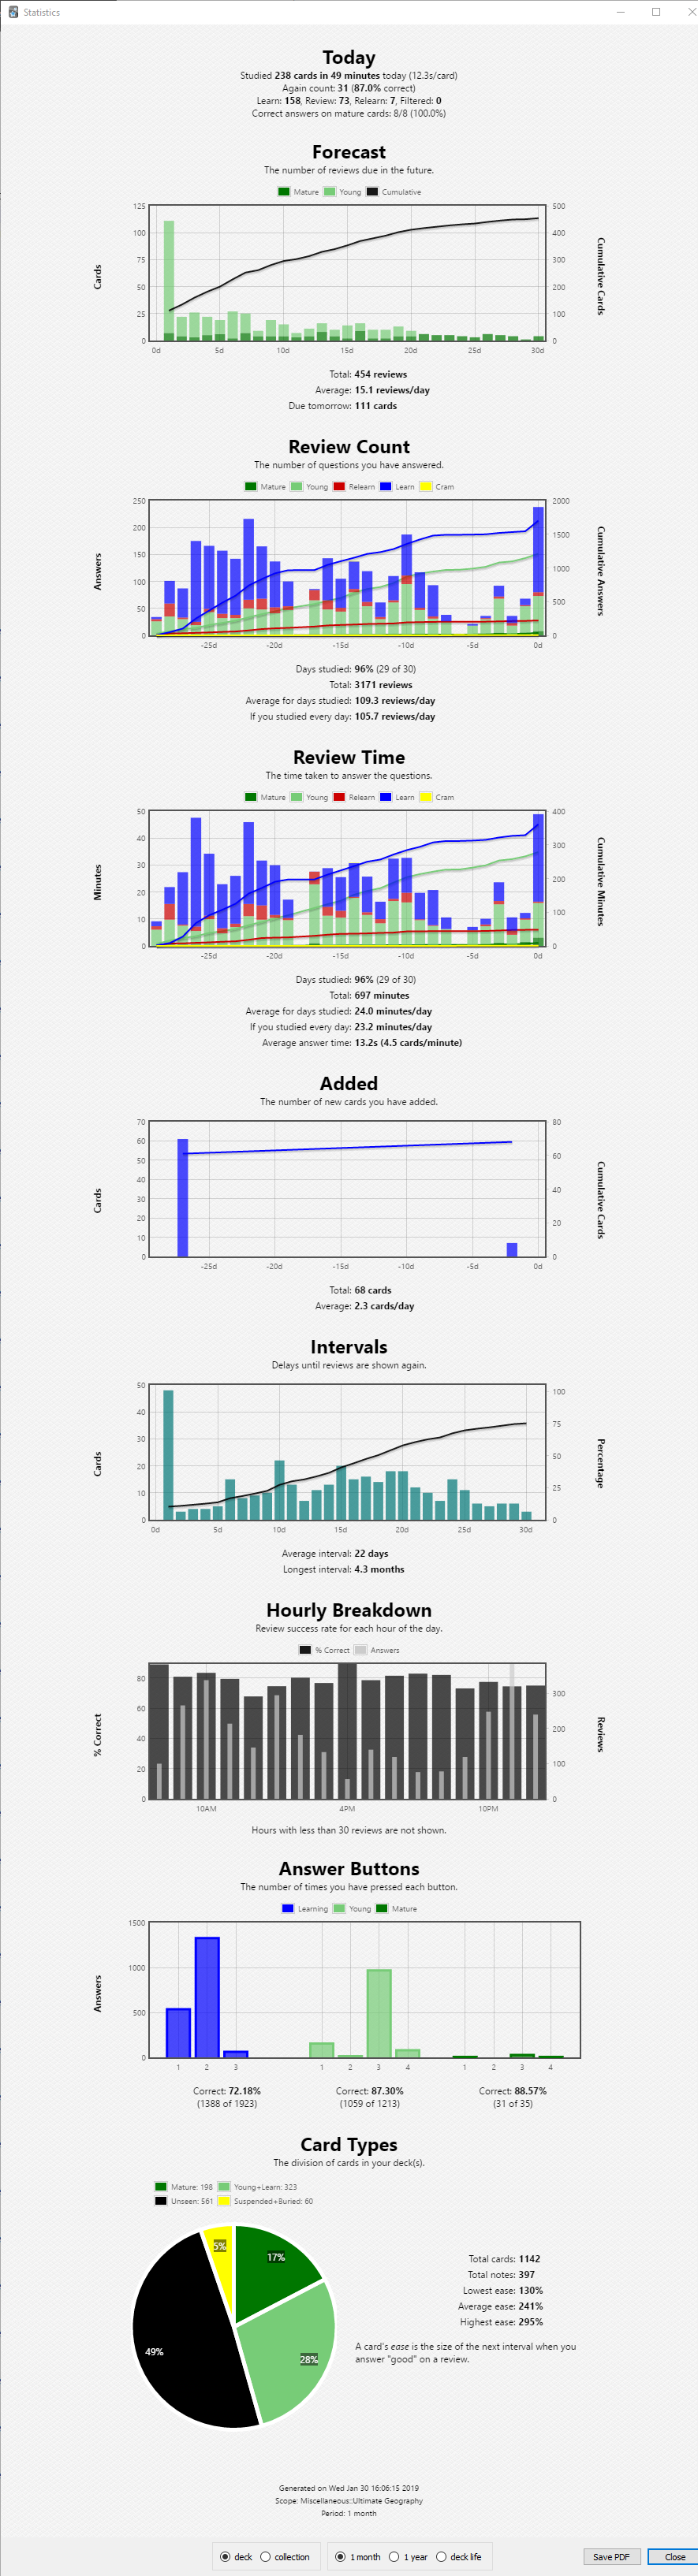 Statistics
Today
Studied 238 cards in 49 minutes today (12.3s/card)
Again count: 31 (87.0% correct)
Learn: 158, Review: 73, Relearn: 7, Filtered: 0
Correct answers on mature cards: 8/8 (100.0%)
Forecast
The number of reviews due in the future.
Mature Young Cumulative
125 100 75 50 25 0
Cards
500 400 300 200 100 0
Cumulative Cards
0d 5d 10d 15d 20d 25d 30d
Total: 454 reviews
Average: 15.1 reviews/day
Due tomorrow: 111 cards
Review Count
The number of questions you have answered.
Mature Young Relearn Learn Cram
250 200 150 100 50 0
Answers
2000 1500 1000 500 0
Cumulative Answers
-25d -20d -15d -10d -5d 0d
Days studied: 96% (29 of 30)
Total: 3171 reviews
Average for days studied: 109.3 reviews/day
If you studied every day: 105.7 reviews/day
Review Time
The time taken to answer the questions.
Mature Young Relearn Learn Cram
50 40 30 20 10 0
Minutes
400 300 200 100 0
Cumulative Minutes
-25d -20d -15d -10d -5d 0d
Days studied: 96% (29 of 30)
Total: 697 minutes
Average for days studied: 24.0 minutes/day
If you studied every day: 23.2 minutes/day
Average answer time: 13.2s (4.5 cards/minute)
Added
The number of new cards you have added.
70 60 50 40 30 20 10 0
Cards
80 60 40 20 0
Cumulative Cards
-25d -20d -15d -10d -5d 0d
Total: 68 cards
Average: 2.3 cards/day
Intervals
Delays until reviews are shown again.
50 40 30 20 10 0
Cards
100 75 50 25 0
Percentage
0d 5d 10d 15d 20d 25d 30d
Average interval: 22 days
Longest interval: 4.3 months
Hourly Breakdown
Review success rate for each hour of the day.
% Correct Answers
80 60 40 20 0
% Correct
300 200 100 0
Reviews
10AM 4PM 10PM
Hours with less than 30 reviews are not shown.
Answer Buttons
The number of times you have pressed each button.
Learning Young Mature
1500 1000 500 0
Answers
1 2 3 1 2 3 4 1 2 3 4
Correct: 72.18% Correct: 87.30% Correct: 88.57%
(1388 of 1923) (1059 of 1213) (31 of 35)
Card Types
The division of cards in your deck(s).
Mature: 198 Young+Learn: 323
Unseen: 561 Suspended+Buried: 60
5% 17% 28% 49%
Total cards: 1142
Total notes: 397
Lowest ease: 130%
Average ease: 241%
Highest ease: 295%
A card's ease is the size of the next interval when you
answer "good" on a review.
Generated on Wed Jan 30 16:06:15 2019
Scope: Miscellaneous::Ultimate Geography
Period: 1 month
deck collection 1 month 1 year deck life Save PDF Close